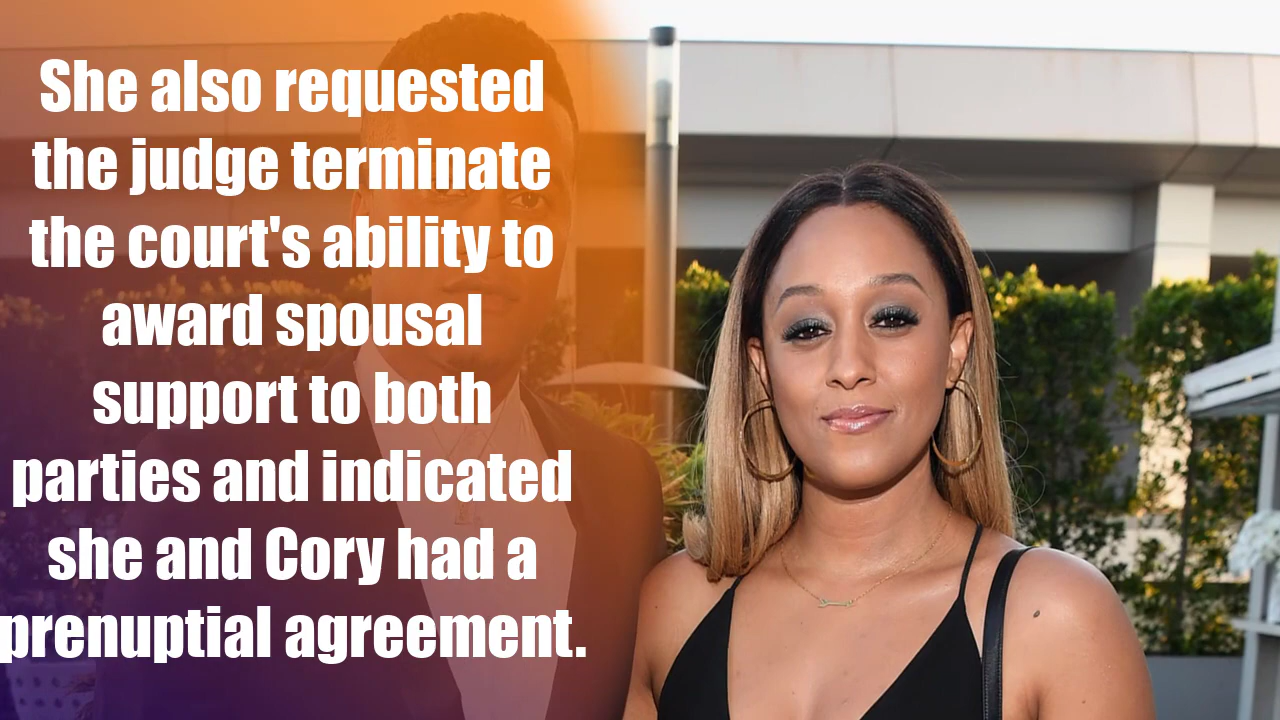 She also requested
the judge terminate
the court's ability to
award spousal
support to both
parties and indicated
she and Cory had a
prenuptial agreement.